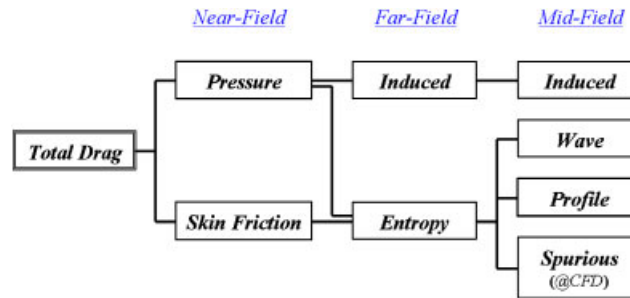 Near-Field Far-Field Mid-Field
Pressure Induced Induced
Total Drag
Wave
Profile
Skin Friction Entropy
Spurious
(@CFD)